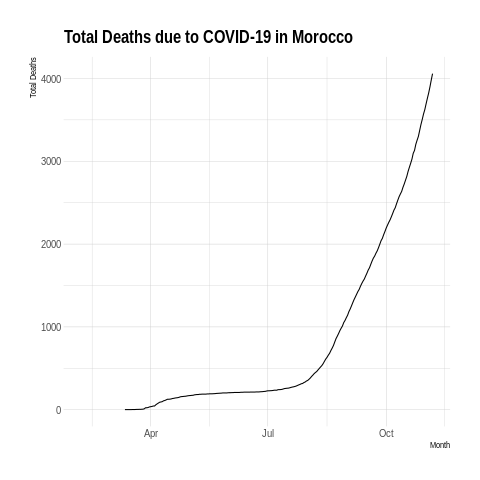 Total Deaths due to COVID-19 in Morocco
Total Deaths
4000
3000
2000
1000
0
Apr
Jul
Oct
Month